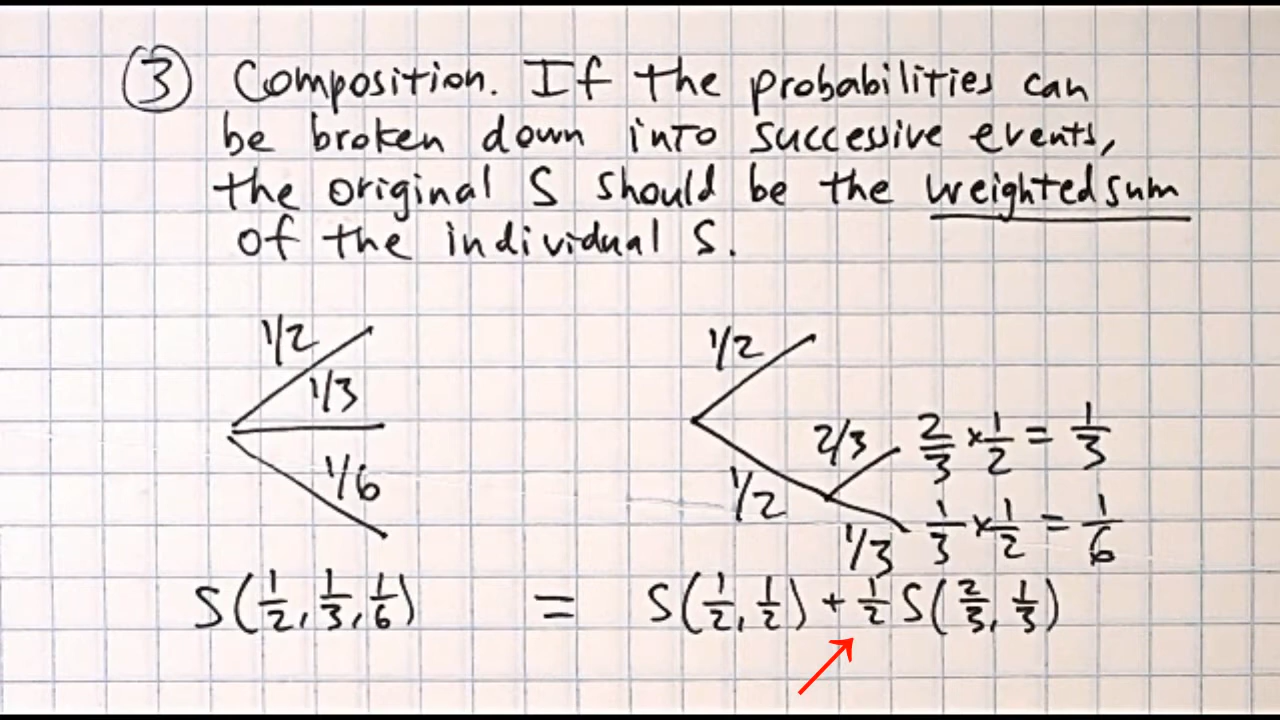 ③ Composition. If the probabilities can
be broken down into successive events,
the original S should be the weighted sum
of the individual S.
1/2
1/3
1/6
1/2
1/2
2/3
1/3
2/3 × 1/2 = 1/3
1/3 × 1/2 = 1/6
S(1/2, 1/3, 1/6) = S(1/2, 1/2) + 1/2 S(2/3, 1/3)